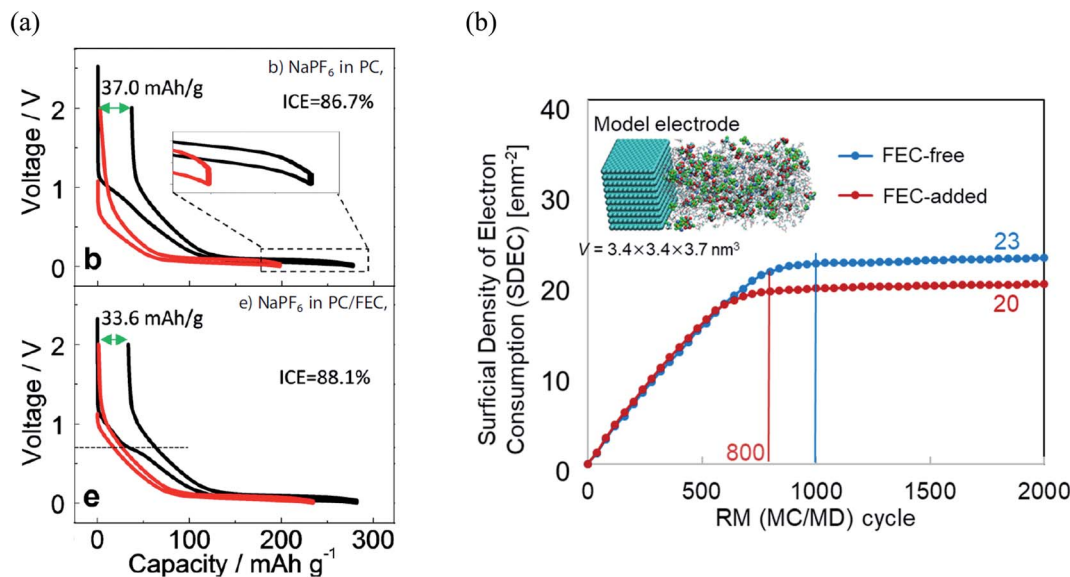 (a)
b) NaPF₆ in PC,
37.0 mAh/g
ICE=86.7%
Voltage / V
2
1
0
b
e) NaPF₆ in PC/FEC,
33.6 mAh/g
ICE=88.1%
Voltage / V
2
1
0
e
0 100 200 300
Capacity / mAh g⁻¹
(b)
Surficial Density of Electron
Consumption (SDEC) [enm⁻²]
40
30
20
10
0
Model electrode
V = 3.4×3.4×3.7 nm³
FEC-free
FEC-added
23
20
800
0 500 1000 1500 2000
RM (MC/MD) cycle